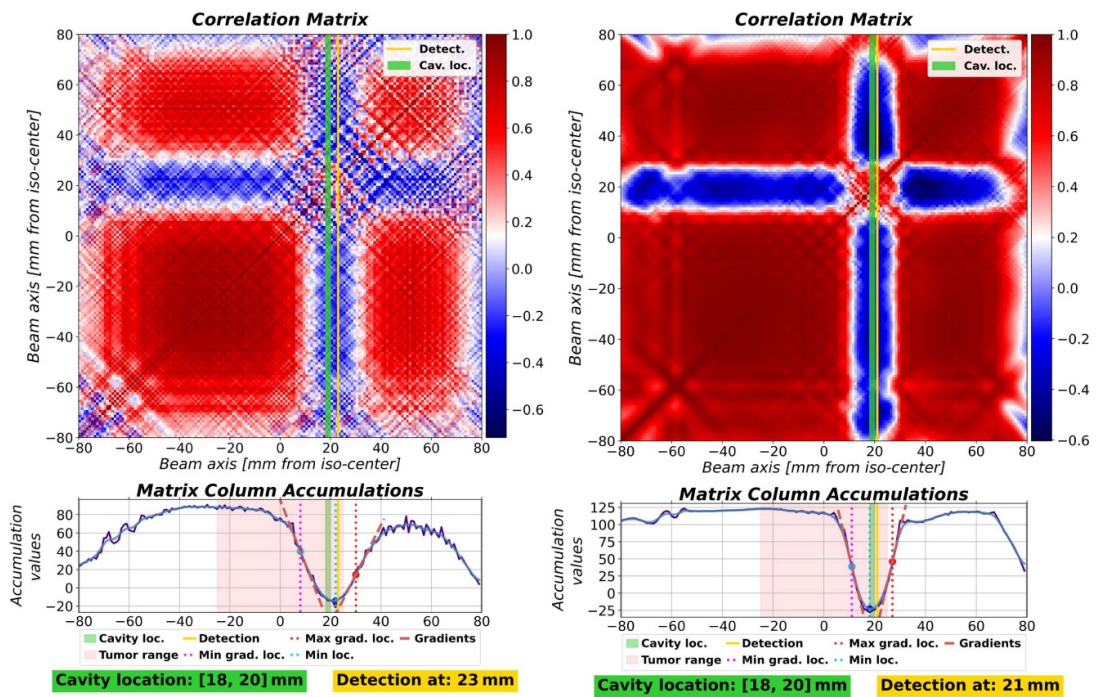 Correlation Matrix
Detect.
Cav. loc.
80
60
40
20
0
−20
−40
−60
−80
Beam axis [mm from iso-center]
−80 −60 −40 −20 0 20 40 60 80
Beam axis [mm from iso-center]
1.0
0.8
0.6
0.4
0.2
0.0
−0.2
−0.4
−0.6
Matrix Column Accumulations
Accumulation
values
80
60
40
20
0
−20
−80 −60 −40 −20 0 20 40 60 80
Cavity loc. Detection Max grad. loc. Gradients
Tumor range Min grad. loc. Min loc.
Cavity location: [18, 20] mm Detection at: 23 mm
Correlation Matrix
Detect.
Cav. loc.
80
60
40
20
0
−20
−40
−60
−80
Beam axis [mm from iso-center]
−80 −60 −40 −20 0 20 40 60 80
Beam axis [mm from iso-center]
1.0
0.8
0.6
0.4
0.2
0.0
−0.2
−0.4
−0.6
Matrix Column Accumulations
Accumulation
values
125
100
75
50
25
0
−25
−80 −60 −40 −20 0 20 40 60 80
Cavity loc. Detection Max grad. loc. Gradients
Tumor range Min grad. loc. Min loc.
Cavity location: [18, 20] mm Detection at: 21 mm